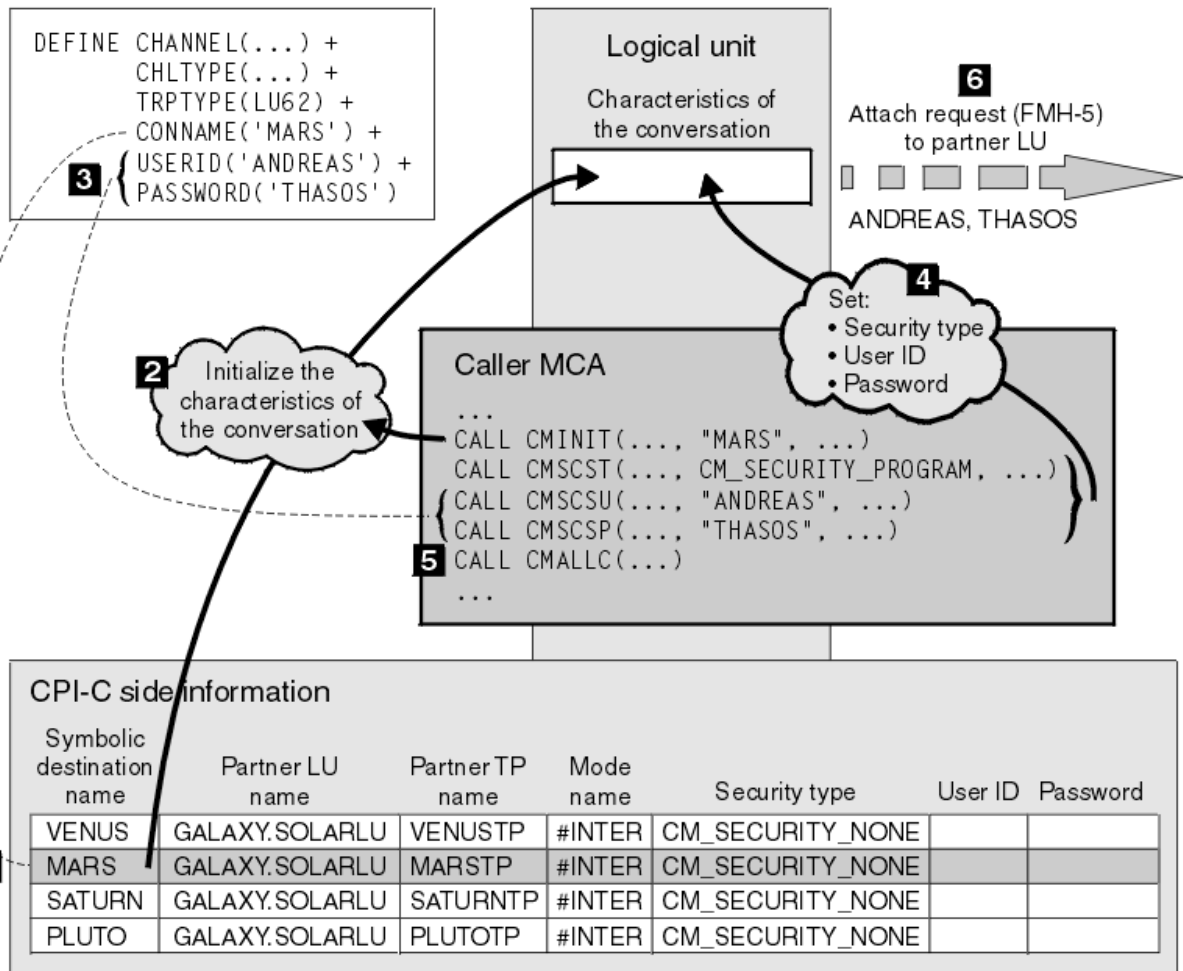 DEFINE CHANNEL(...) +
CHLTYPE(...) +
TRPTYPE(LU62) +
CONNAME('MARS') +
USERID('ANDREAS') +
PASSWORD('THASOS')
3
Logical unit
Characteristics of
the conversation
6
Attach request (FMH-5)
to partner LU
ANDREAS, THASOS
4
Set:
• Security type
• User ID
• Password
2
Initialize the
characteristics of
the conversation
Caller MCA
...
CALL CMINIT(..., "MARS", ...)
CALL CMSCST(..., CM_SECURITY_PROGRAM, ...)
CALL CMSCSU(..., "ANDREAS", ...)
CALL CMSCSP(..., "THASOS", ...)
5
CALL CMALLC(...)
...
CPI-C side information
Symbolic destination name Partner LU name Partner TP name Mode name Security type User ID Password
VENUS GALAXY.SOLARLU VENUSTP #INTER CM_SECURITY_NONE
MARS GALAXY.SOLARLU MARSTP #INTER CM_SECURITY_NONE
SATURN GALAXY.SOLARLU SATURNTP #INTER CM_SECURITY_NONE
PLUTO GALAXY.SOLARLU PLUTOTP #INTER CM_SECURITY_NONE